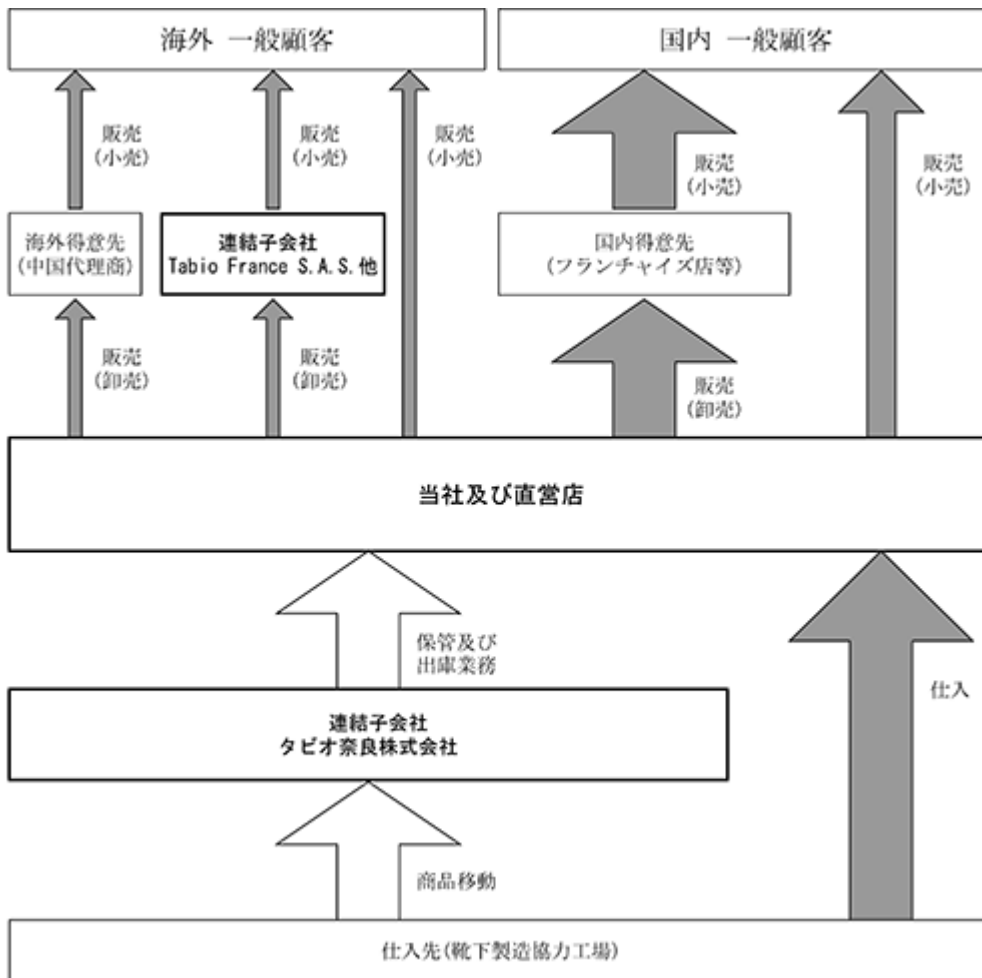 海外 一般顧客
国内 一般顧客
販売
(小売)
販売
(小売)
販売
(小売)
販売
(小売)
販売
(小売)
海外得意先
(中国代理商)
連結子会社
Tabio France S.A.S.他
国内得意先
(フランチャイズ店等)
販売
(卸売)
販売
(卸売)
販売
(卸売)
当社及び直営店
保管及び
出庫業務
仕入
連結子会社
タビオ奈良株式会社
商品移動
仕入先(靴下製造協力工場)